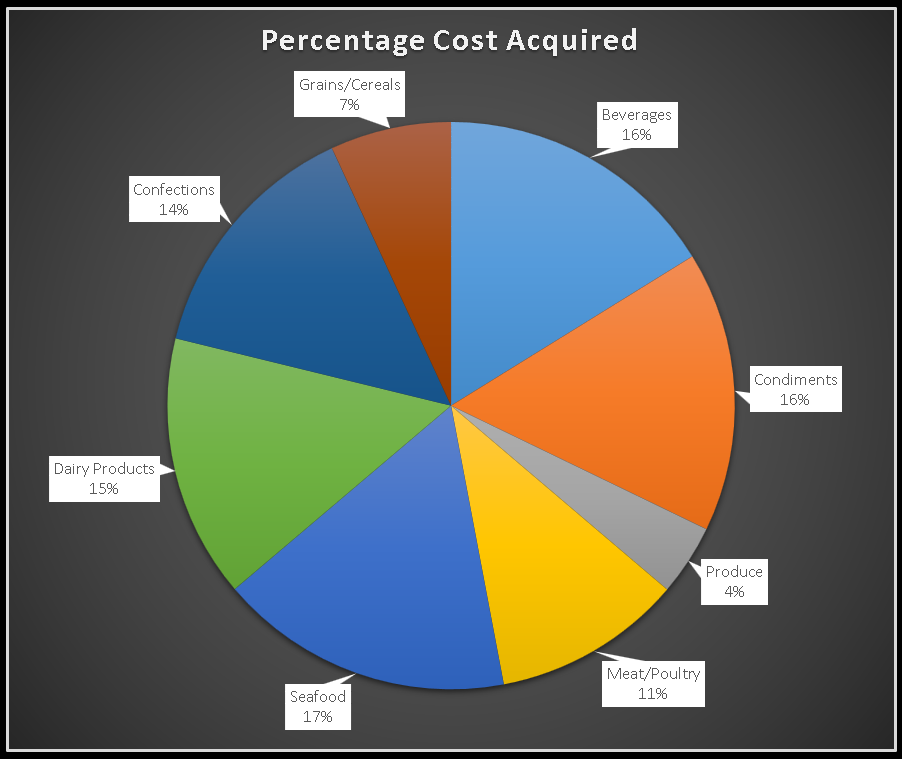 Percentage Cost Acquired
Grains/Cereals
7%
Beverages
16%
Confections
14%
Condiments
16%
Dairy Products
15%
Produce
4%
Meat/Poultry
11%
Seafood
17%